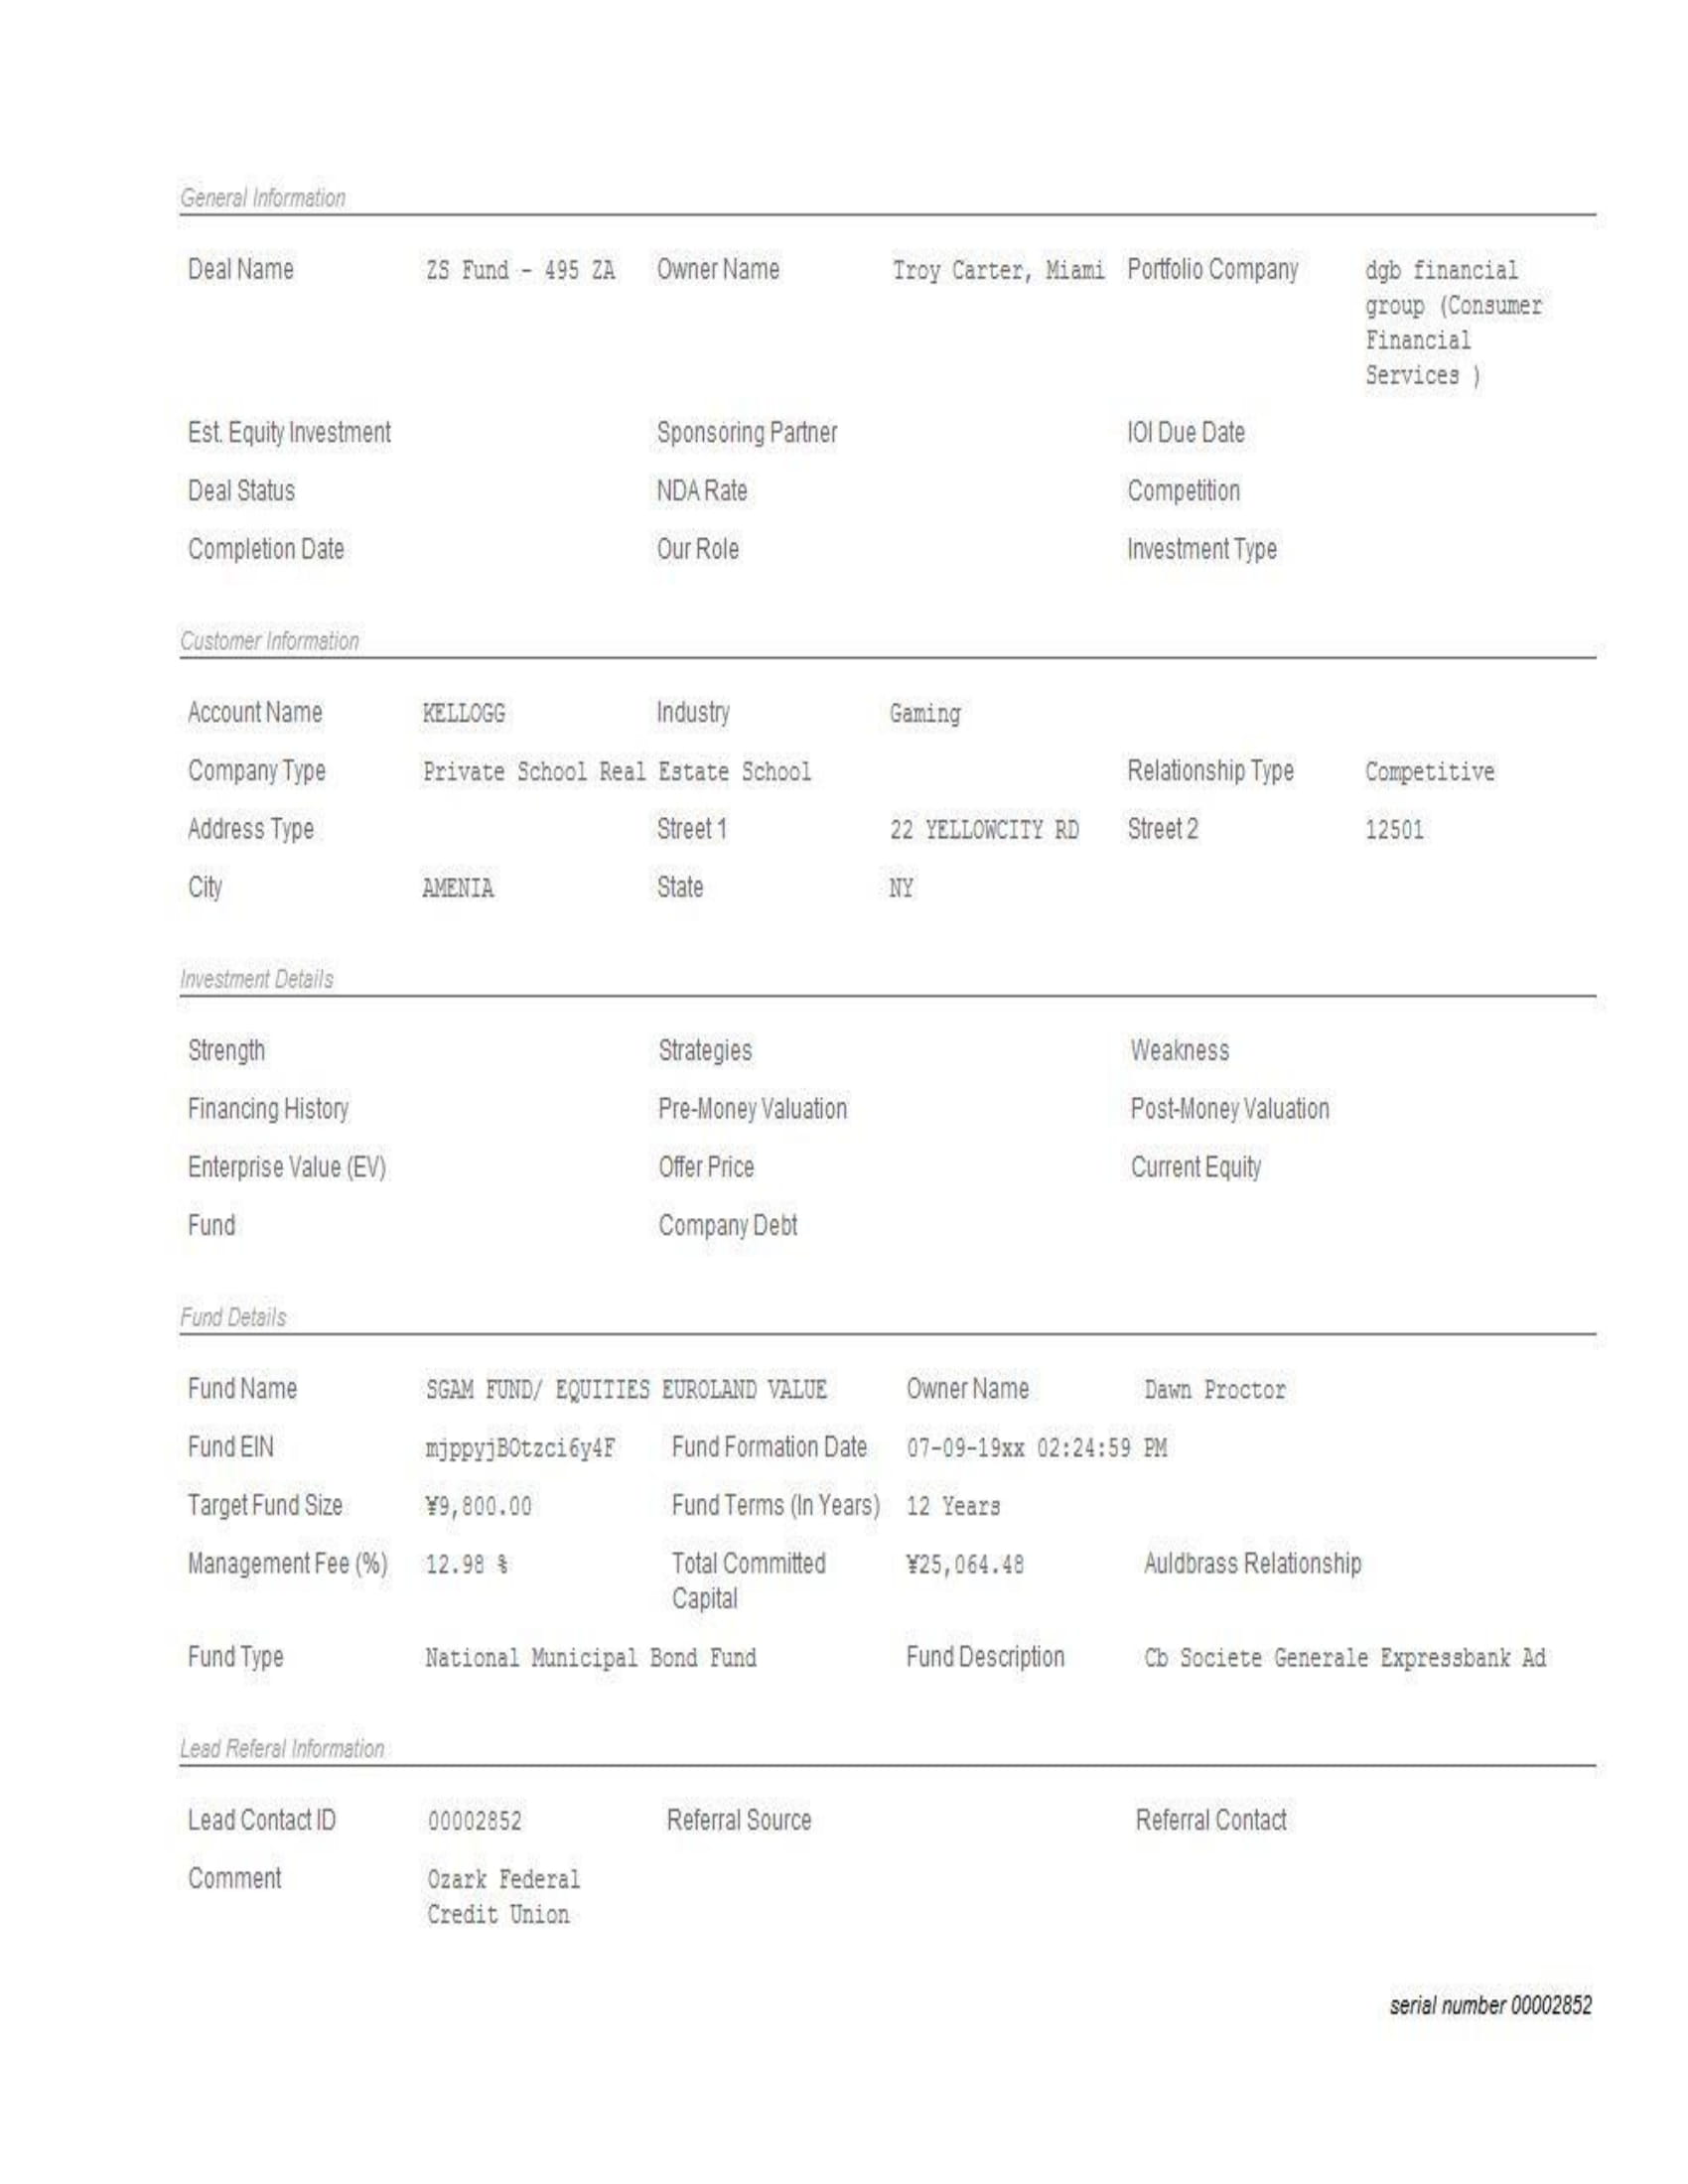 General Information
Deal Name ZS Fund - 495 ZA Owner Name Troy Carter, Miami Portfolio Company dgb financial
group (Consumer
Financial
Services )
Est. Equity Investment Sponsoring Partner IOI Due Date
Deal Status NDA Rate Competition
Completion Date Our Role Investment Type
Customer Information
Account Name KELLOGG Industry Gaming
Company Type Private School Real Estate School Relationship Type Competitive
Address Type Street 1 22 YELLOWCITY RD Street 2 12501
City AMENIA State NY
Investment Details
Strength Strategies Weakness
Financing History Pre-Money Valuation Post-Money Valuation
Enterprise Value (EV) Offer Price Current Equity
Fund Company Debt
Fund Details
Fund Name SGAM FUND/ EQUITIES EUROLAND VALUE Owner Name Dawn Proctor
Fund EIN mjppyjBOtzci6y4F Fund Formation Date 07-09-19xx 02:24:59 PM
Target Fund Size ¥9,800.00 Fund Terms (In Years) 12 Years
Management Fee (%) 12.98 % Total Committed ¥25,064.48 Auldbrass Relationship
Capital
Fund Type National Municipal Bond Fund Fund Description Cb Societe Generale Expressbank Ad
Lead Referal Information
Lead Contact ID 00002852 Referral Source Referral Contact
Comment Ozark Federal
Credit Union
serial number 00002852